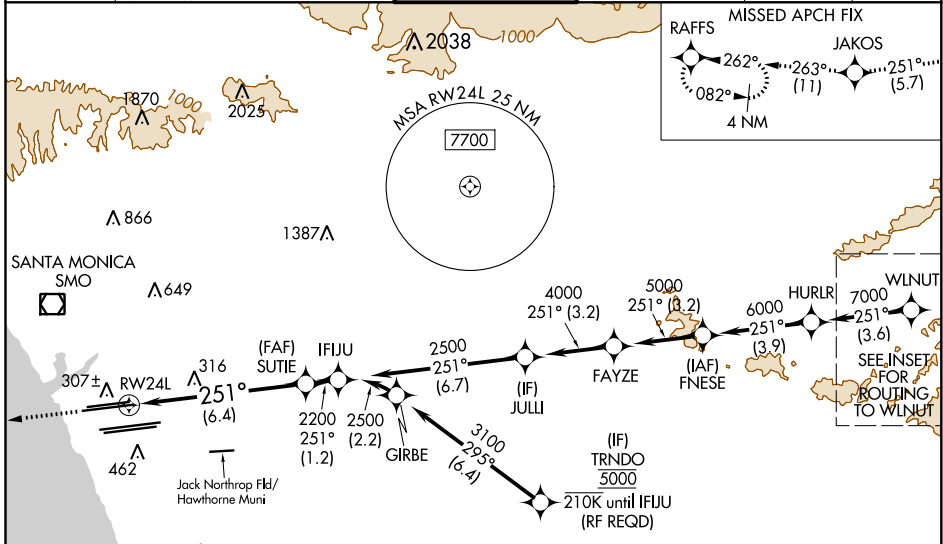 MISSED APCH FIX
RAFFS
JAKOS
262°
263°
(11)
251°
(5.7)
082°
4 NM
2038
1000
1870
1000
2025
MSA RW24L 25 NM
7700
866
1387
649
SANTA MONICA
SMO
WLNUT
HURLR
7000
251°
(3.6)
6000
251°
(3.9)
5000
251° (3.2)
4000
251° (3.2)
SEE INSET
FOR
ROUTING
TO WLNUT
(IAF)
FNESE
FAYZE
(IF)
JULLI
2500
251°
(6.7)
IFIJU
(FAF)
SUTIE
316
307±
RW24L
251°
(6.4)
2200
251°
(1.2)
2500
(2.2)
GIRBE
3100
295°
(6.4)
462
Jack Northrop Fld/
Hawthorne Muni
(IF)
TRNDO
5000
210K until IFIJU
(RF REQD)